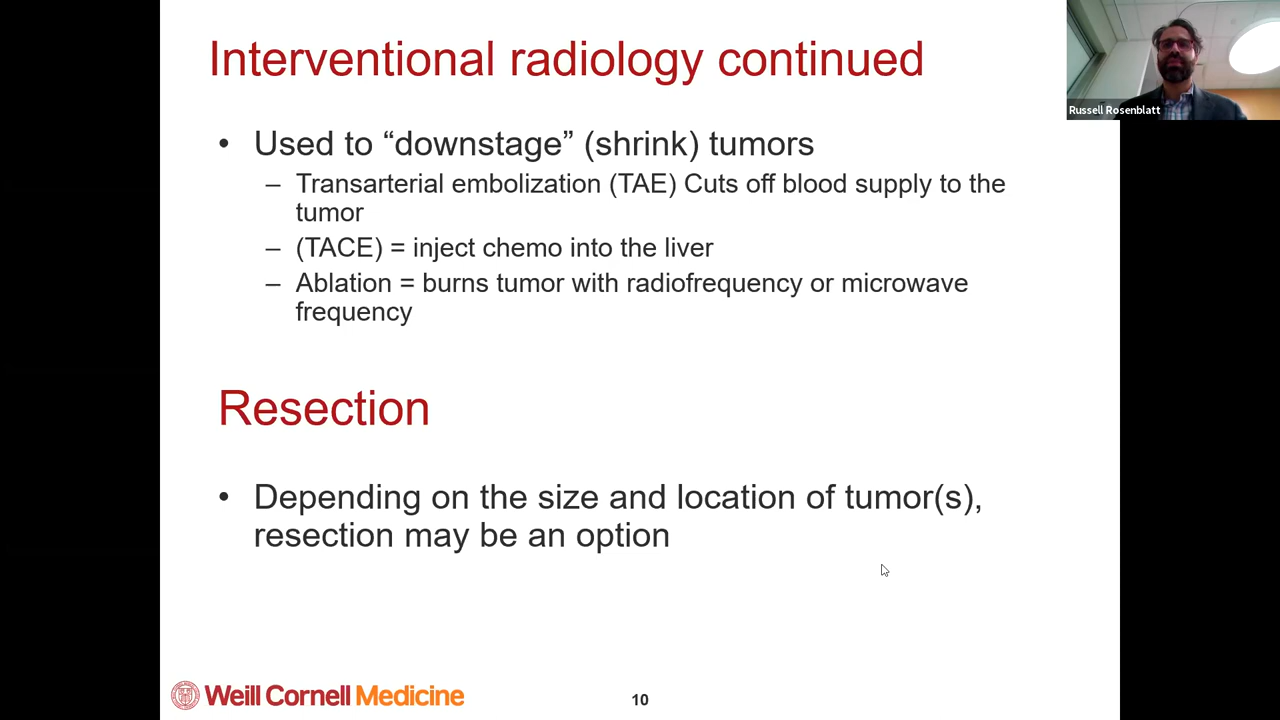 Interventional radiology continued
Russell Rosenblatt
• Used to “downstage” (shrink) tumors
– Transarterial embolization (TAE) Cuts off blood supply to the
tumor
– (TACE) = inject chemo into the liver
– Ablation = burns tumor with radiofrequency or microwave
frequency
Resection
• Depending on the size and location of tumor(s),
resection may be an option
Weill Cornell Medicine
10